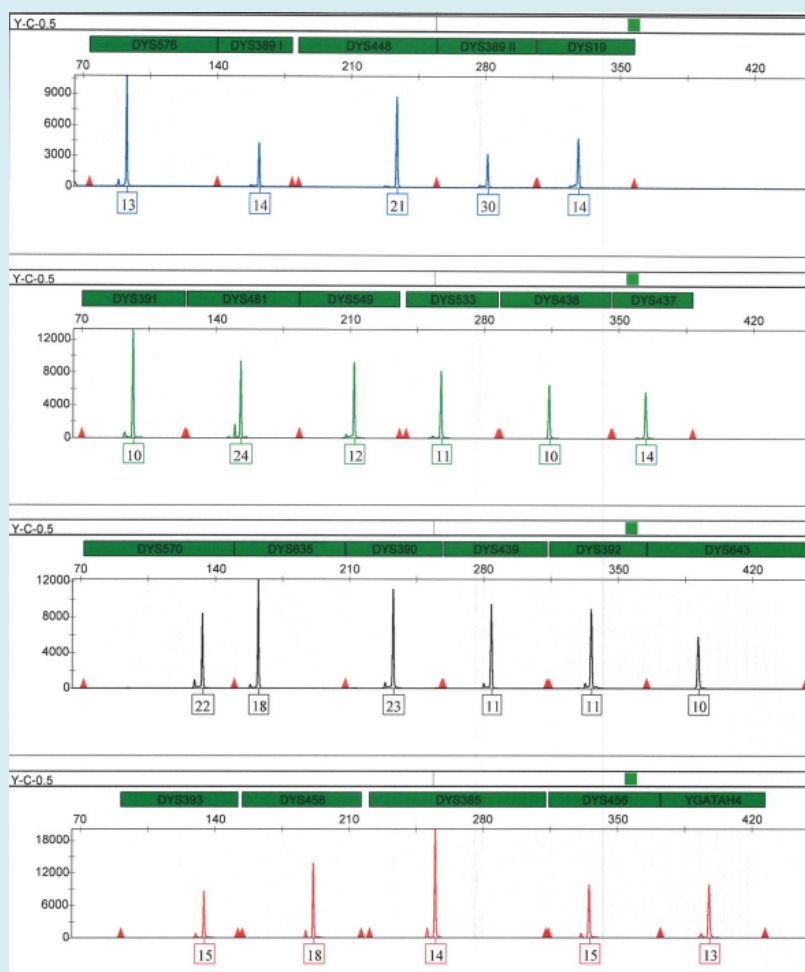 Y-C-0.5
DYS576 DYS389 I DYS448 DYS389 II DYS19
70 140 210 280 350 420
9000
6000
3000
0
13 14 21 30 14
Y-C-0.5
DYS391 DYS481 DYS549 DYS533 DYS438 DYS437
70 140 210 280 350 420
12000
8000
4000
0
10 24 12 11 10 14
Y-C-0.5
DYS570 DYS635 DYS390 DYS439 DYS392 DYS643
70 140 210 280 350 420
12000
8000
4000
0
22 18 23 11 11 10
Y-C-0.5
DYS393 DYS458 DYS385 DYS456 YGATAH4
70 140 210 280 350 420
18000
12000
6000
0
15 18 14 15 13